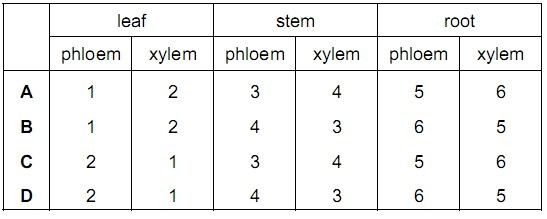 leaf stem root
phloem xylem phloem xylem phloem xylem
A 1 2 3 4 5 6
B 1 2 4 3 6 5
C 2 1 3 4 5 6
D 2 1 4 3 6 5